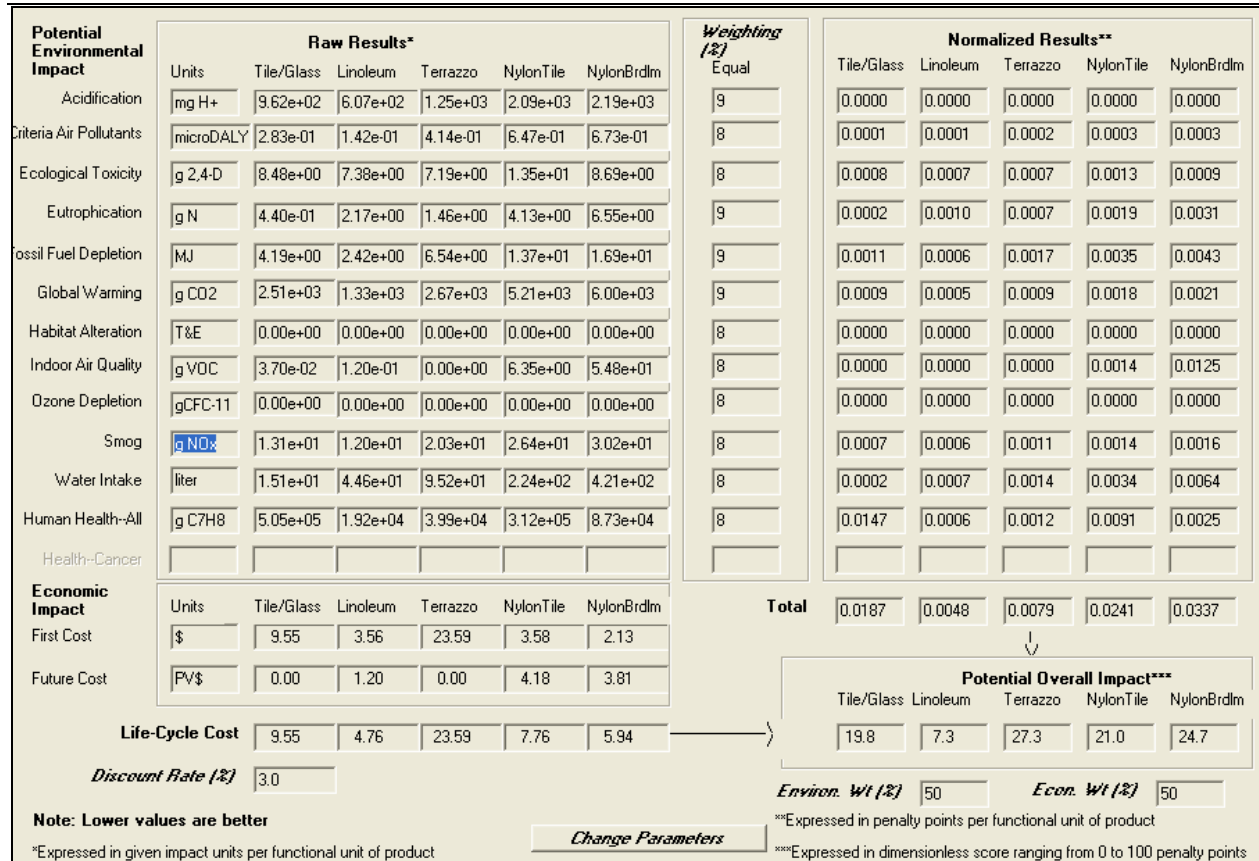 Potential Environmental Impact
Raw Results*
Weighting (%)
Normalized Results**
Units Tile/Glass Linoleum Terrazzo NylonTile NylonBrdlm Equal Tile/Glass Linoleum Terrazzo NylonTile NylonBrdlm
Acidification mg H+ 9.62e+02 6.07e+02 1.25e+03 2.09e+03 2.19e+03 9 0.0000 0.0000 0.0000 0.0000 0.0000
Criteria Air Pollutants microDALY 2.83e-01 1.42e-01 4.14e-01 6.47e-01 6.73e-01 8 0.0001 0.0001 0.0002 0.0003 0.0003
Ecological Toxicity g 2,4-D 8.48e+00 7.38e+00 7.19e+00 1.35e+01 8.69e+00 8 0.0008 0.0007 0.0007 0.0013 0.0009
Eutrophication g N 4.40e-01 2.17e+00 1.46e+00 4.13e+00 6.55e+00 9 0.0002 0.0010 0.0007 0.0019 0.0031
Fossil Fuel Depletion MJ 4.19e+00 2.42e+00 6.54e+00 1.37e+01 1.69e+01 9 0.0011 0.0006 0.0017 0.0035 0.0043
Global Warming g CO2 2.51e+03 1.33e+03 2.67e+03 5.21e+03 6.00e+03 9 0.0009 0.0005 0.0009 0.0018 0.0021
Habitat Alteration T&E 0.00e+00 0.00e+00 0.00e+00 0.00e+00 0.00e+00 8 0.0000 0.0000 0.0000 0.0000 0.0000
Indoor Air Quality g VOC 3.70e-02 1.20e-01 0.00e+00 6.35e+00 5.48e+01 8 0.0000 0.0000 0.0000 0.0014 0.0125
Ozone Depletion gCFC-11 0.00e+00 0.00e+00 0.00e+00 0.00e+00 0.00e+00 8 0.0000 0.0000 0.0000 0.0000 0.0000
Smog g NOx 1.31e+01 1.20e+01 2.03e+01 2.64e+01 3.02e+01 8 0.0007 0.0006 0.0011 0.0014 0.0016
Water Intake liter 1.51e+01 4.46e+01 9.52e+01 2.24e+02 4.21e+02 8 0.0002 0.0007 0.0014 0.0034 0.0064
Human Health--All g C7H8 5.05e+05 1.92e+04 3.99e+04 3.12e+05 8.73e+04 8 0.0147 0.0006 0.0012 0.0091 0.0025
Health--Cancer
Economic Impact
Units Tile/Glass Linoleum Terrazzo NylonTile NylonBrdlm Total 0.0187 0.0048 0.0079 0.0241 0.0337
First Cost $ 9.55 3.56 23.59 3.58 2.13
Future Cost PV$ 0.00 1.20 0.00 4.18 3.81
Potential Overall Impact***
Tile/Glass Linoleum Terrazzo NylonTile NylonBrdlm
Life-Cycle Cost 9.55 4.76 23.59 7.76 5.94 19.8 7.3 27.3 21.0 24.7
Discount Rate (%) 3.0
Environ. Wt (%) 50 Econ. Wt (%) 50
Note: Lower values are better
Change Parameters
**Expressed in penalty points per functional unit of product
*Expressed in given impact units per functional unit of product
***Expressed in dimensionless score ranging from 0 to 100 penalty points